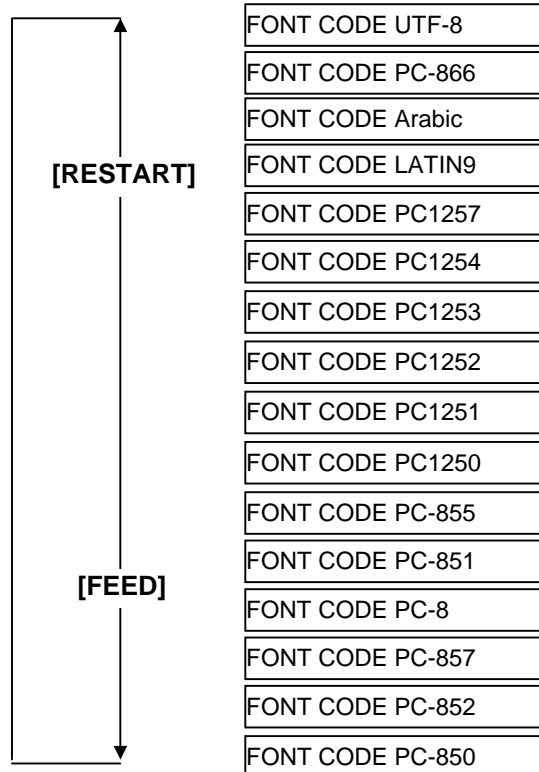 FONT CODE UTF-8
FONT CODE PC-866
FONT CODE Arabic
FONT CODE LATIN9
[RESTART]
FONT CODE PC1257
FONT CODE PC1254
FONT CODE PC1253
FONT CODE PC1252
FONT CODE PC1251
FONT CODE PC1250
FONT CODE PC-855
FONT CODE PC-851
[FEED]
FONT CODE PC-8
FONT CODE PC-857
FONT CODE PC-852
FONT CODE PC-850